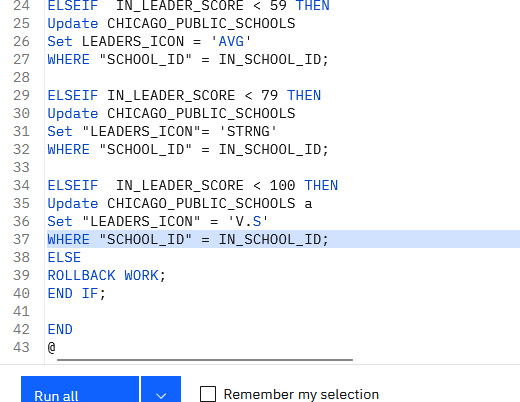 24 ELSEIF  IN_LEADER_SCORE < 59 THEN
25 Update CHICAGO_PUBLIC_SCHOOLS
26 Set LEADERS_ICON = 'AVG'
27 WHERE "SCHOOL_ID" = IN_SCHOOL_ID;
28
29 ELSEIF IN_LEADER_SCORE < 79 THEN
30 Update CHICAGO_PUBLIC_SCHOOLS
31 Set "LEADERS_ICON"= 'STRNG'
32 WHERE "SCHOOL_ID" = IN_SCHOOL_ID;
33
34 ELSEIF  IN_LEADER_SCORE < 100 THEN
35 Update CHICAGO_PUBLIC_SCHOOLS a
36 Set "LEADERS_ICON" = 'V.S'
37 WHERE "SCHOOL_ID" = IN_SCHOOL_ID;
38 ELSE
39 ROLLBACK WORK;
40 END IF;
41
42 END
43 @
Run all Remember my selection